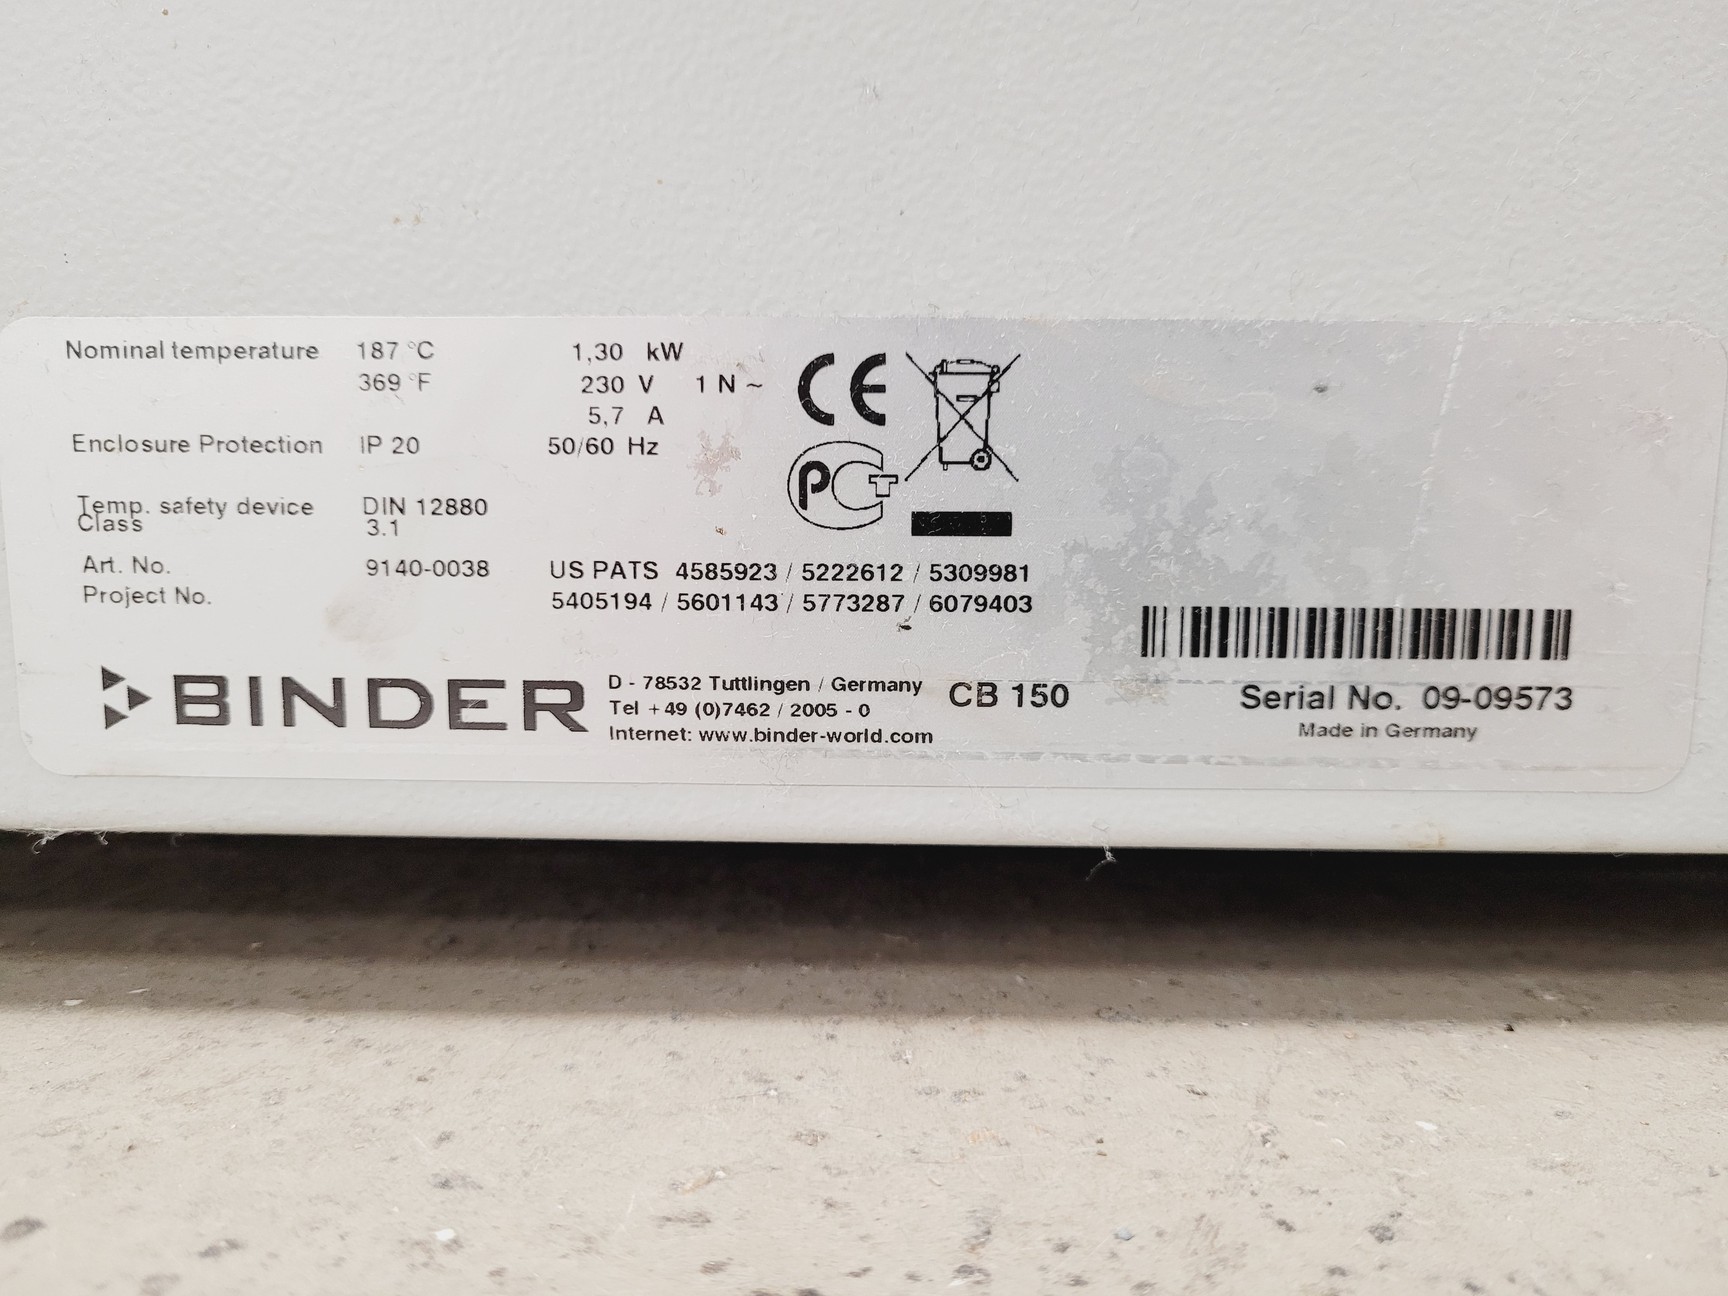 Nominal temperature 187 °C 1,30 kW
369 °F 230 V 1 N ~
5,7 A
Enclosure Protection IP 20 50/60 Hz
Temp. safety device DIN 12880
Class 3.1
Art. No. 9140-0038 US PATS 4585923 / 5222612 / 5309981
Project No. 5405194 / 5601143 / 5773287 / 6079403
CE
PCT
BINDER
D - 78532 Tuttlingen / Germany
Tel +49 (0)7462 / 2005 - 0
Internet: www.binder-world.com
CB 150
Serial No. 09-09573
Made in Germany